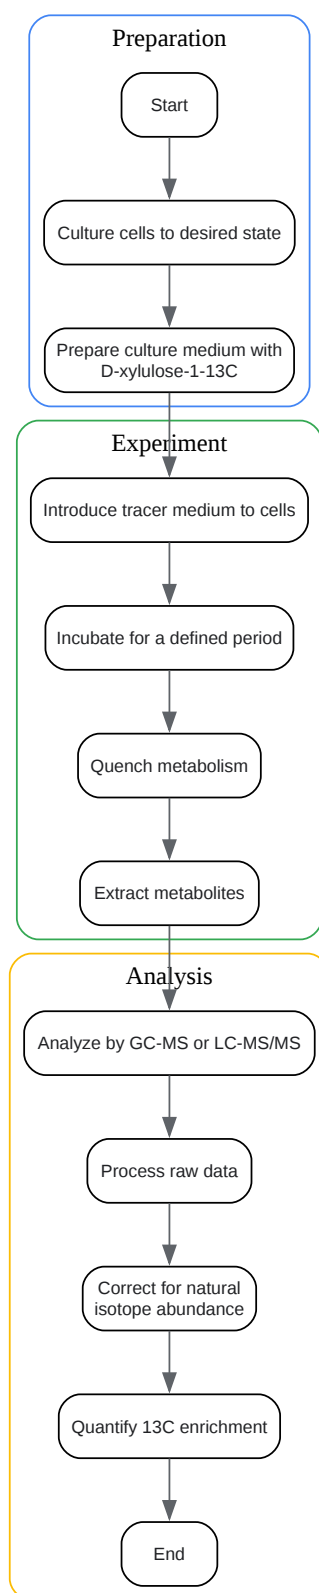 Preparation
Start
Culture cells to desired state
Prepare culture medium with
D-xylulose-1-13C
Experiment
Introduce tracer medium to cells
Incubate for a defined period
Quench metabolism
Extract metabolites
Analysis
Analyze by GC-MS or LC-MS/MS
Process raw data
Correct for natural
isotope abundance
Quantify 13C enrichment
End